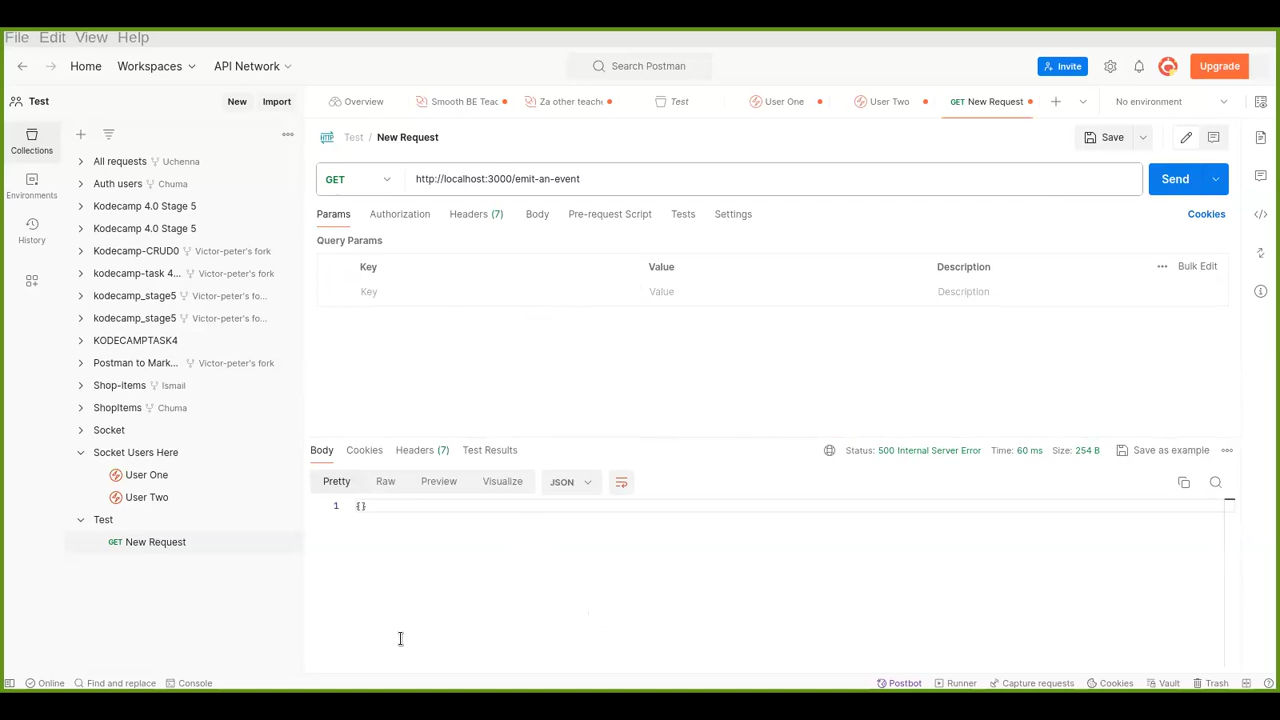 File Edit View Help
Home Workspaces API Network Search Postman Invite Upgrade
Test New Import Overview Smooth BE Teac Za other teache Test User One User Two GET New Request No environment
Collections
Environments
History
All requests Uchenna
Auth users Chuma
Kodecamp 4.0 Stage 5
Kodecamp 4.0 Stage 5
Kodecamp-CRUD0 Victor-peter's fork
kodecamp-task 4... Victor-peter's fork
kodecamp_stage5 Victor-peter's fo...
kodecamp_stage5 Victor-peter's fo...
KODECAMPTASK4
Postman to Mark... Victor-peter's fork
Shop-items Ismail
ShopItems Chuma
Socket
Socket Users Here
User One
User Two
Test
GET New Request
Test / New Request Save
GET http://localhost:3000/emit-an-event Send
Params Authorization Headers (7) Body Pre-request Script Tests Settings Cookies
Query Params
Key Value Description Bulk Edit
Key Value Description
Body Cookies Headers (7) Test Results Status: 500 Internal Server Error Time: 60 ms Size: 254 B Save as example
Pretty Raw Preview Visualize JSON
1 {}
Online Find and replace Console Postbot Runner Capture requests Cookies Vault Trash